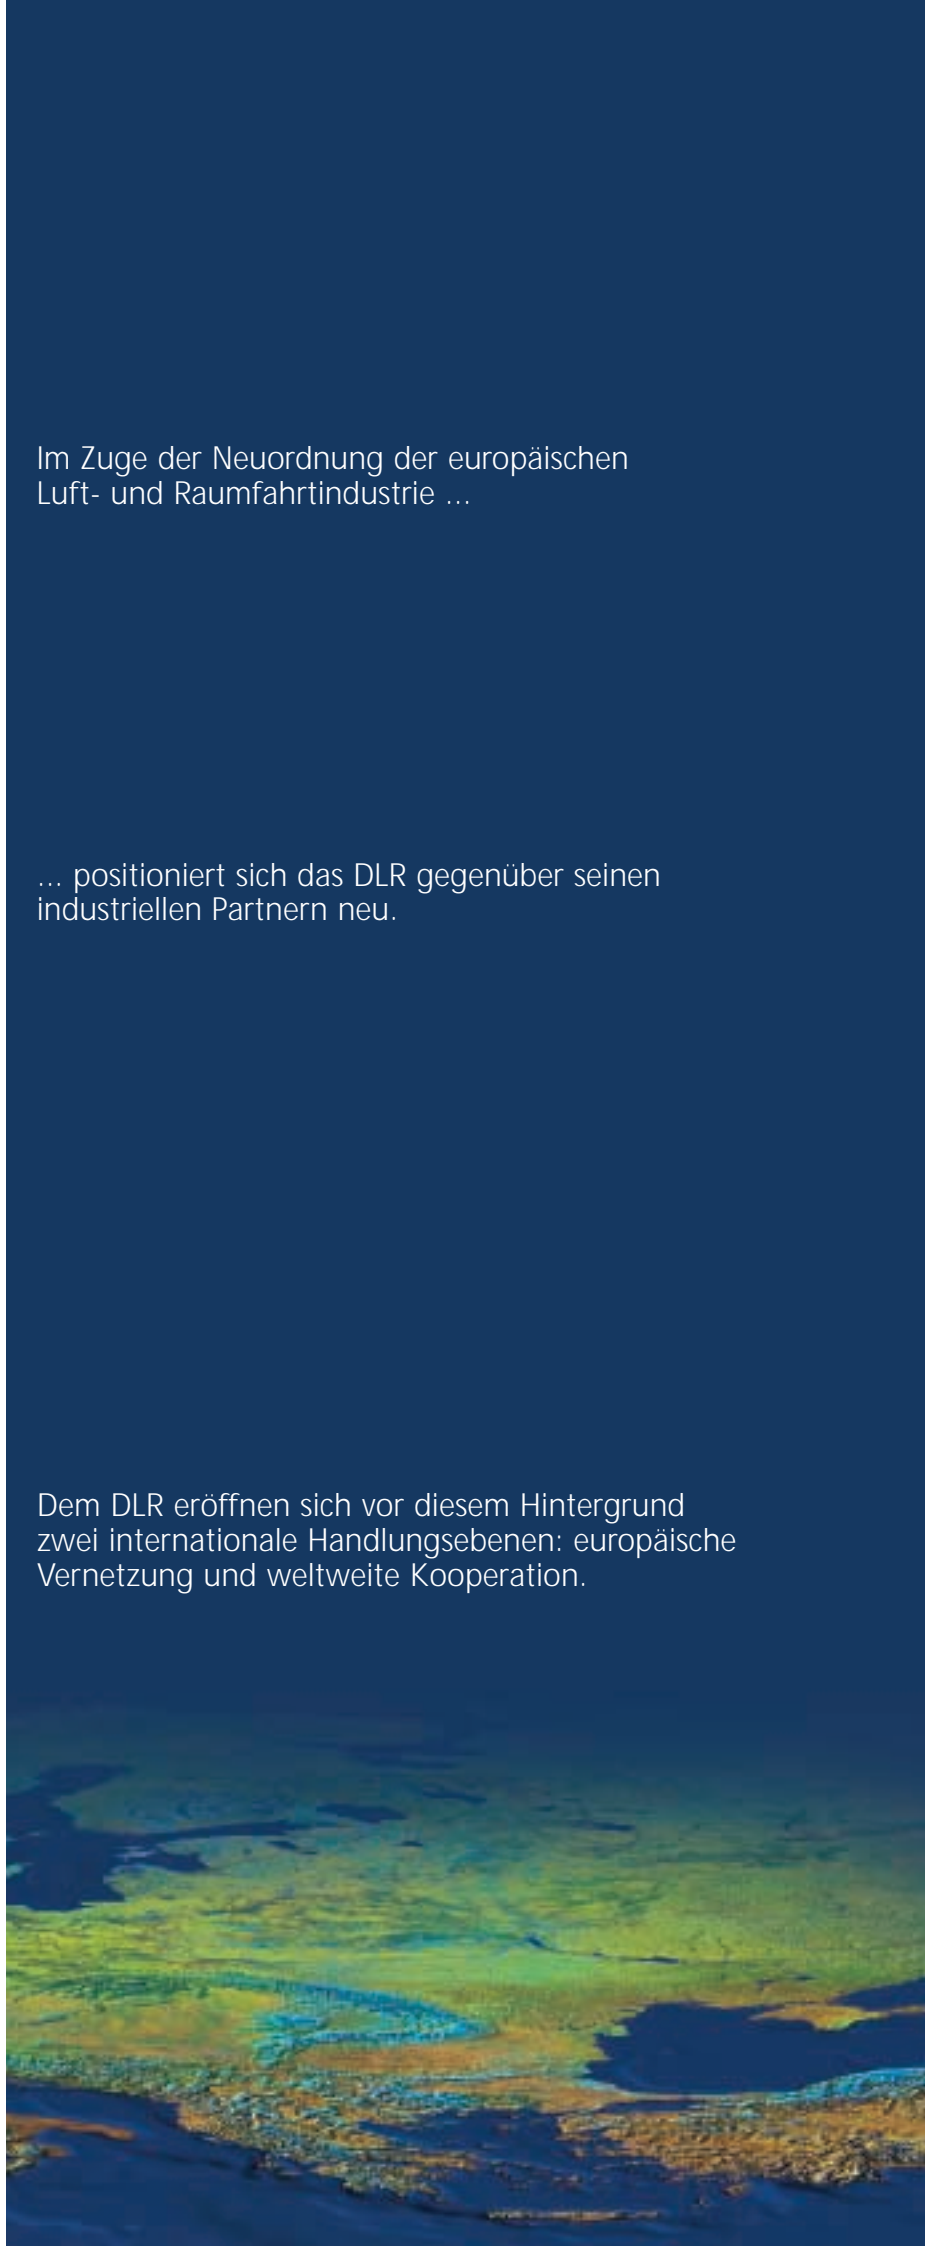 Im Zuge der Neuordnung der europäischen
Luft- und Raumfahrtindustrie ...
... positioniert sich das DLR gegenüber seinen
industriellen Partnern neu.
Dem DLR eröffnen sich vor diesem Hintergrund
zwei internationale Handlungsebenen: europäische
Vernetzung und weltweite Kooperation.